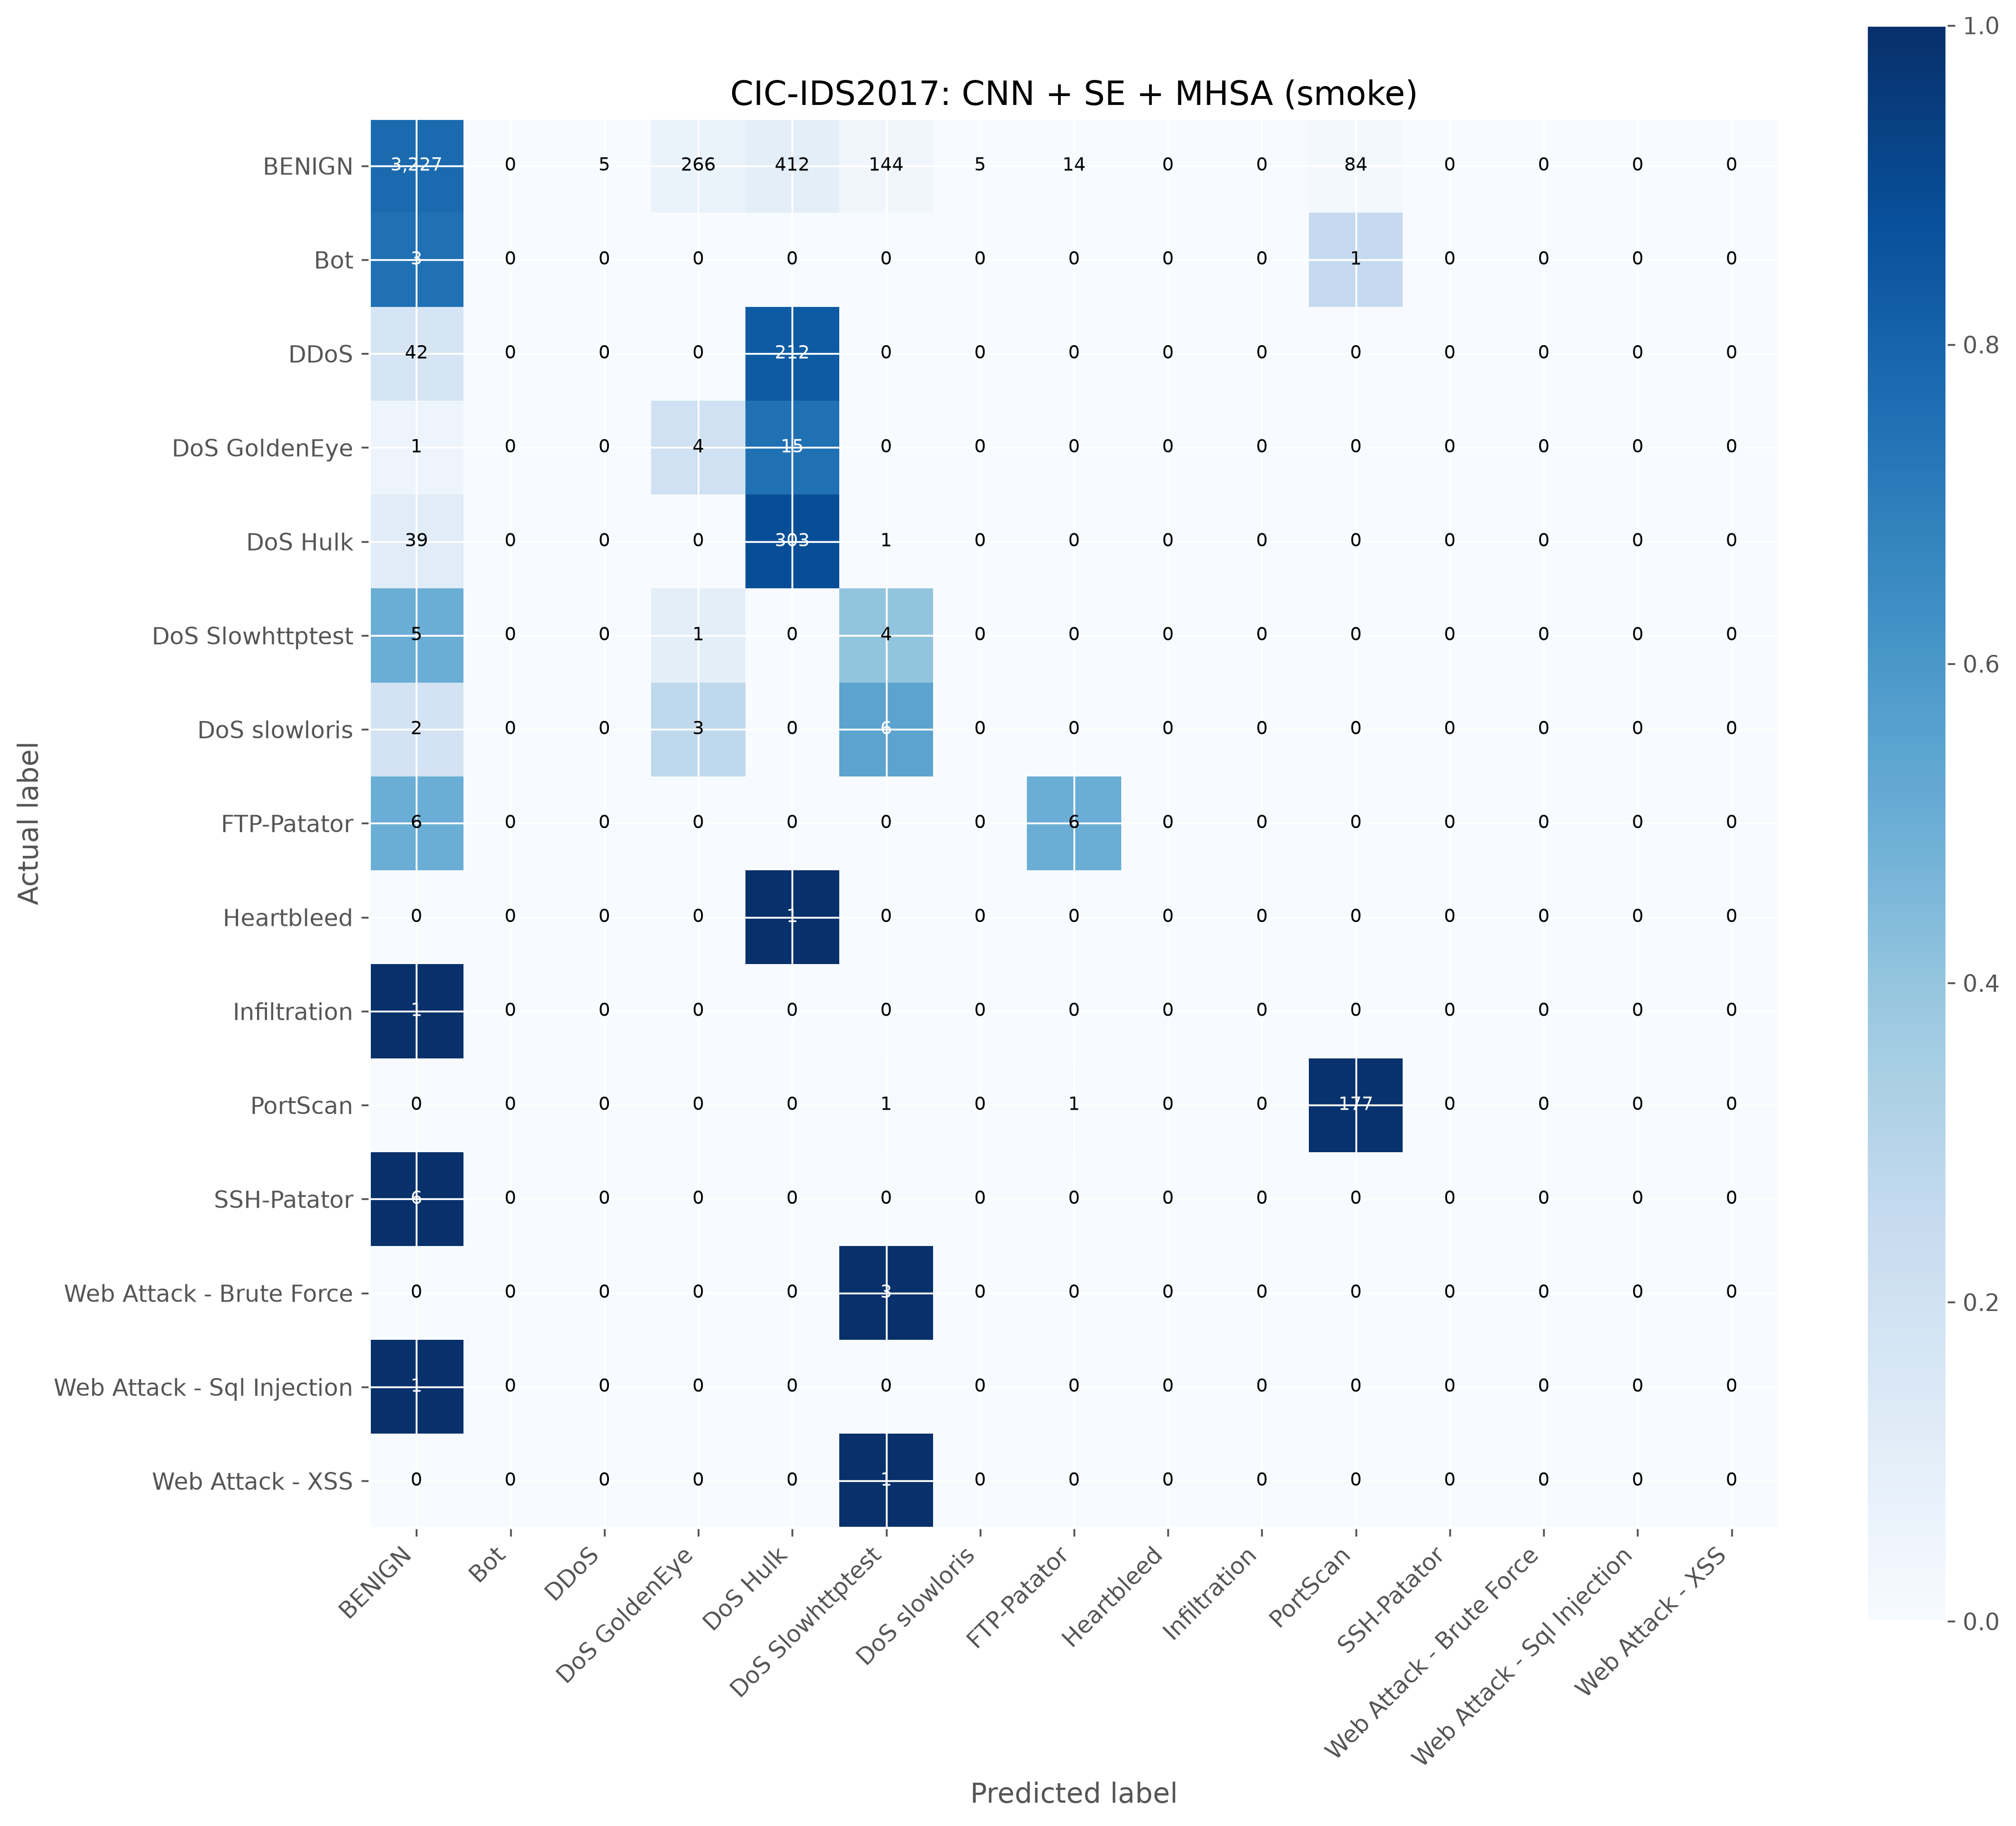 CIC-IDS2017: CNN + SE + MHSA (smoke)
BENIGN 3,227 0 5 266 412 144 5 14 0 0 84 0 0 0 0
Bot 3 0 0 0 0 0 0 0 0 0 1 0 0 0 0
DDoS 42 0 0 0 212 0 0 0 0 0 0 0 0 0 0
DoS GoldenEye 1 0 0 4 15 0 0 0 0 0 0 0 0 0 0
DoS Hulk 39 0 0 0 303 1 0 0 0 0 0 0 0 0 0
DoS Slowhttptest 5 0 0 1 0 4 0 0 0 0 0 0 0 0 0
DoS slowloris 2 0 0 3 0 6 0 0 0 0 0 0 0 0 0
FTP-Patator 6 0 0 0 0 0 0 6 0 0 0 0 0 0 0
Heartbleed 0 0 0 0 1 0 0 0 0 0 0 0 0 0 0
Infiltration 1 0 0 0 0 0 0 0 0 0 0 0 0 0 0
PortScan 0 0 0 0 0 1 0 1 0 0 177 0 0 0 0
SSH-Patator 6 0 0 0 0 0 0 0 0 0 0 0 0 0 0
Web Attack - Brute Force 0 0 0 0 0 3 0 0 0 0 0 0 0 0 0
Web Attack - Sql Injection 1 0 0 0 0 0 0 0 0 0 0 0 0 0 0
Web Attack - XSS 0 0 0 0 0 1 0 0 0 0 0 0 0 0 0
BENIGN
Bot
DDoS
DoS GoldenEye
DoS Hulk
DoS Slowhttptest
DoS slowloris
FTP-Patator
Heartbleed
Infiltration
PortScan
SSH-Patator
Web Attack - Brute Force
Web Attack - Sql Injection
Web Attack - XSS
Predicted label
Actual label
1.0
0.8
0.6
0.4
0.2
0.0